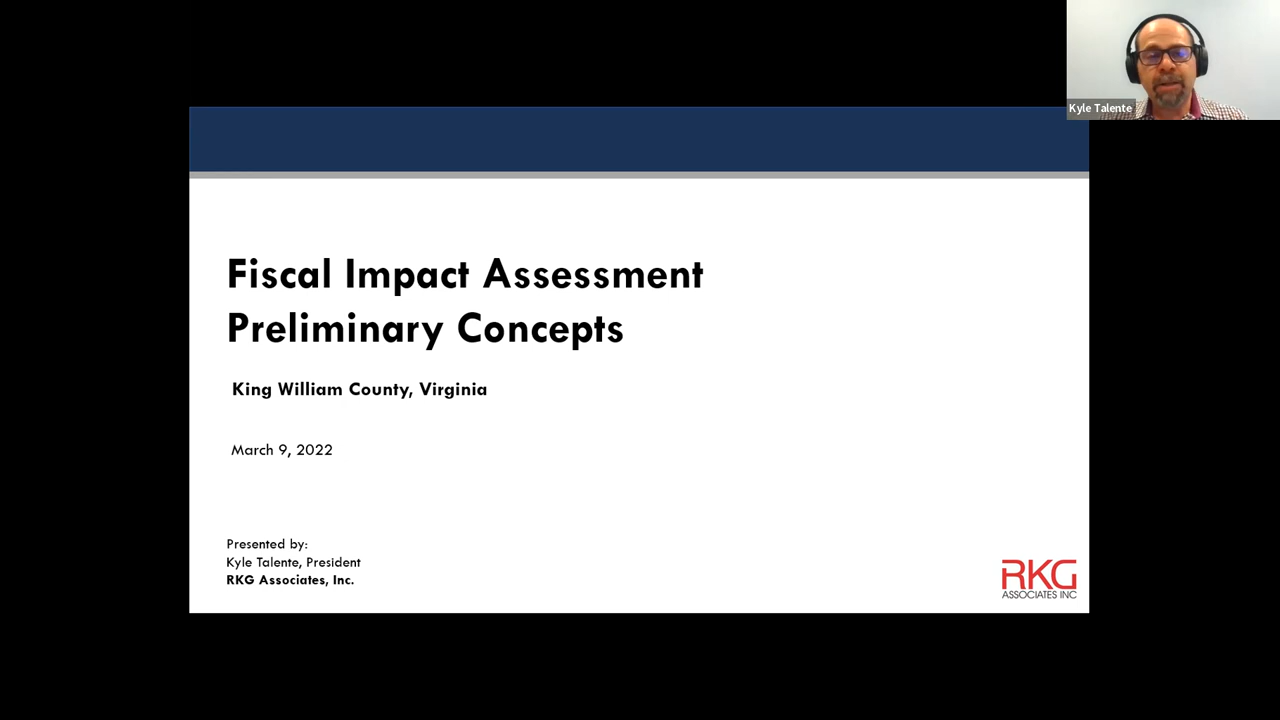 Kyle Talente
Fiscal Impact Assessment
Preliminary Concepts
King William County, Virginia
March 9, 2022
Presented by:
Kyle Talente, President
RKG Associates, Inc.
RKG
ASSOCIATES INC